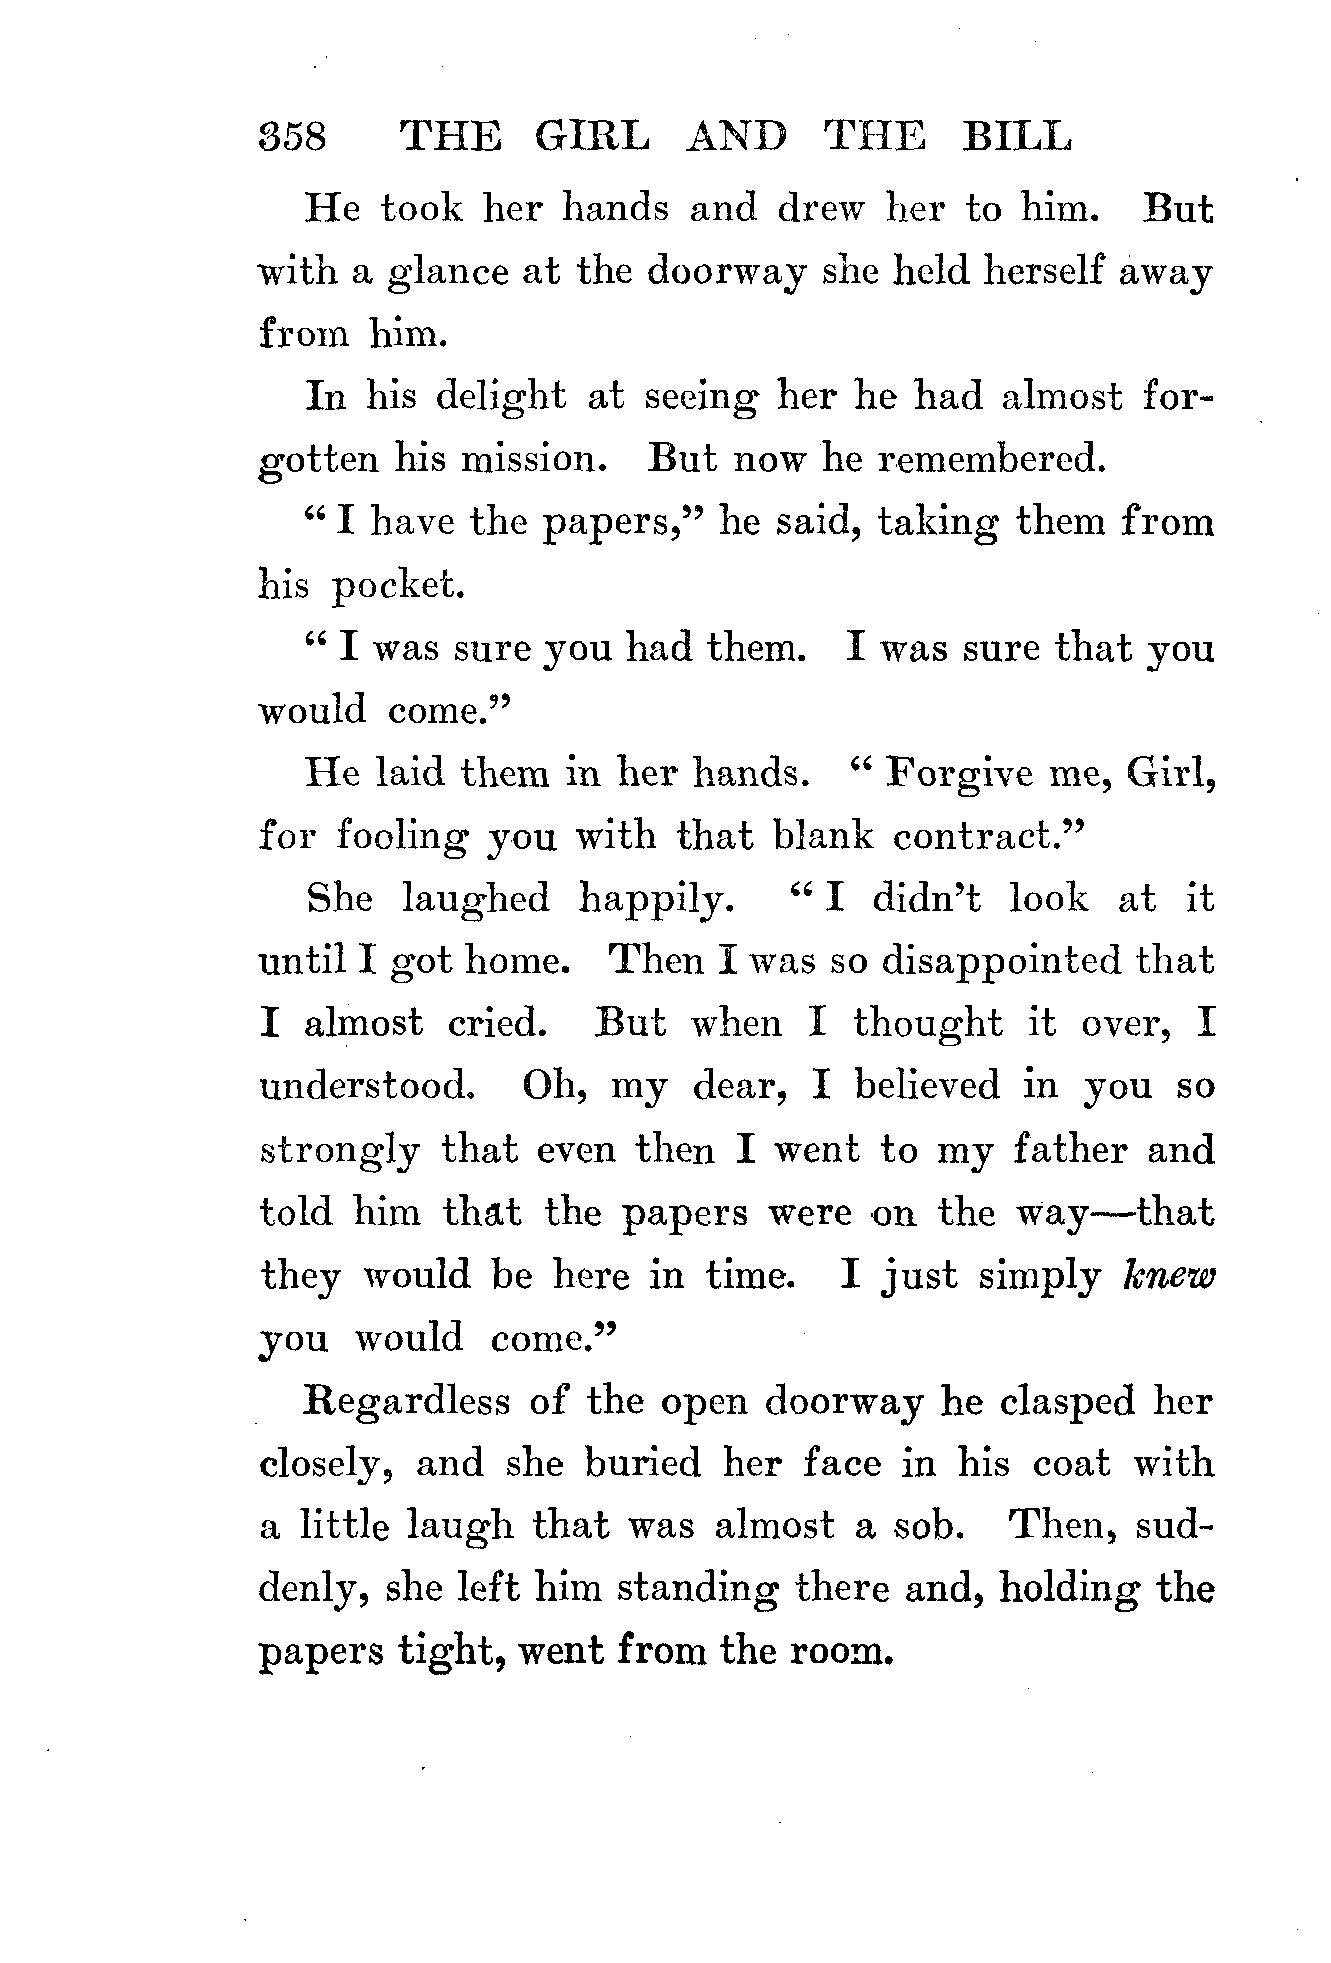 358 THE GIRL AND THE BILL
He took her hands and drew her to him. But
with a glance at the doorway she held herself away
from him.
In his delight at seeing her he had almost for-
gotten his mission. But now he remembered.
“ I have the papers,” he said, taking them from
his pocket.
“ I was sure you had them. I was sure that you
would come.”
He laid them in her hands. “ Forgive me, Girl,
for fooling you with that blank contract.”
She laughed happily. “ I didn’t look at it
until I got home. Then I was so disappointed that
I almost cried. But when I thought it over, I
understood. Oh, my dear, I believed in you so
strongly that even then I went to my father and
told him that the papers were on the way—that
they would be here in time. I just simply knew
you would come.”
Regardless of the open doorway he clasped her
closely, and she buried her face in his coat with
a little laugh that was almost a sob. Then, sud-
denly, she left him standing there and, holding the
papers tight, went from the room.